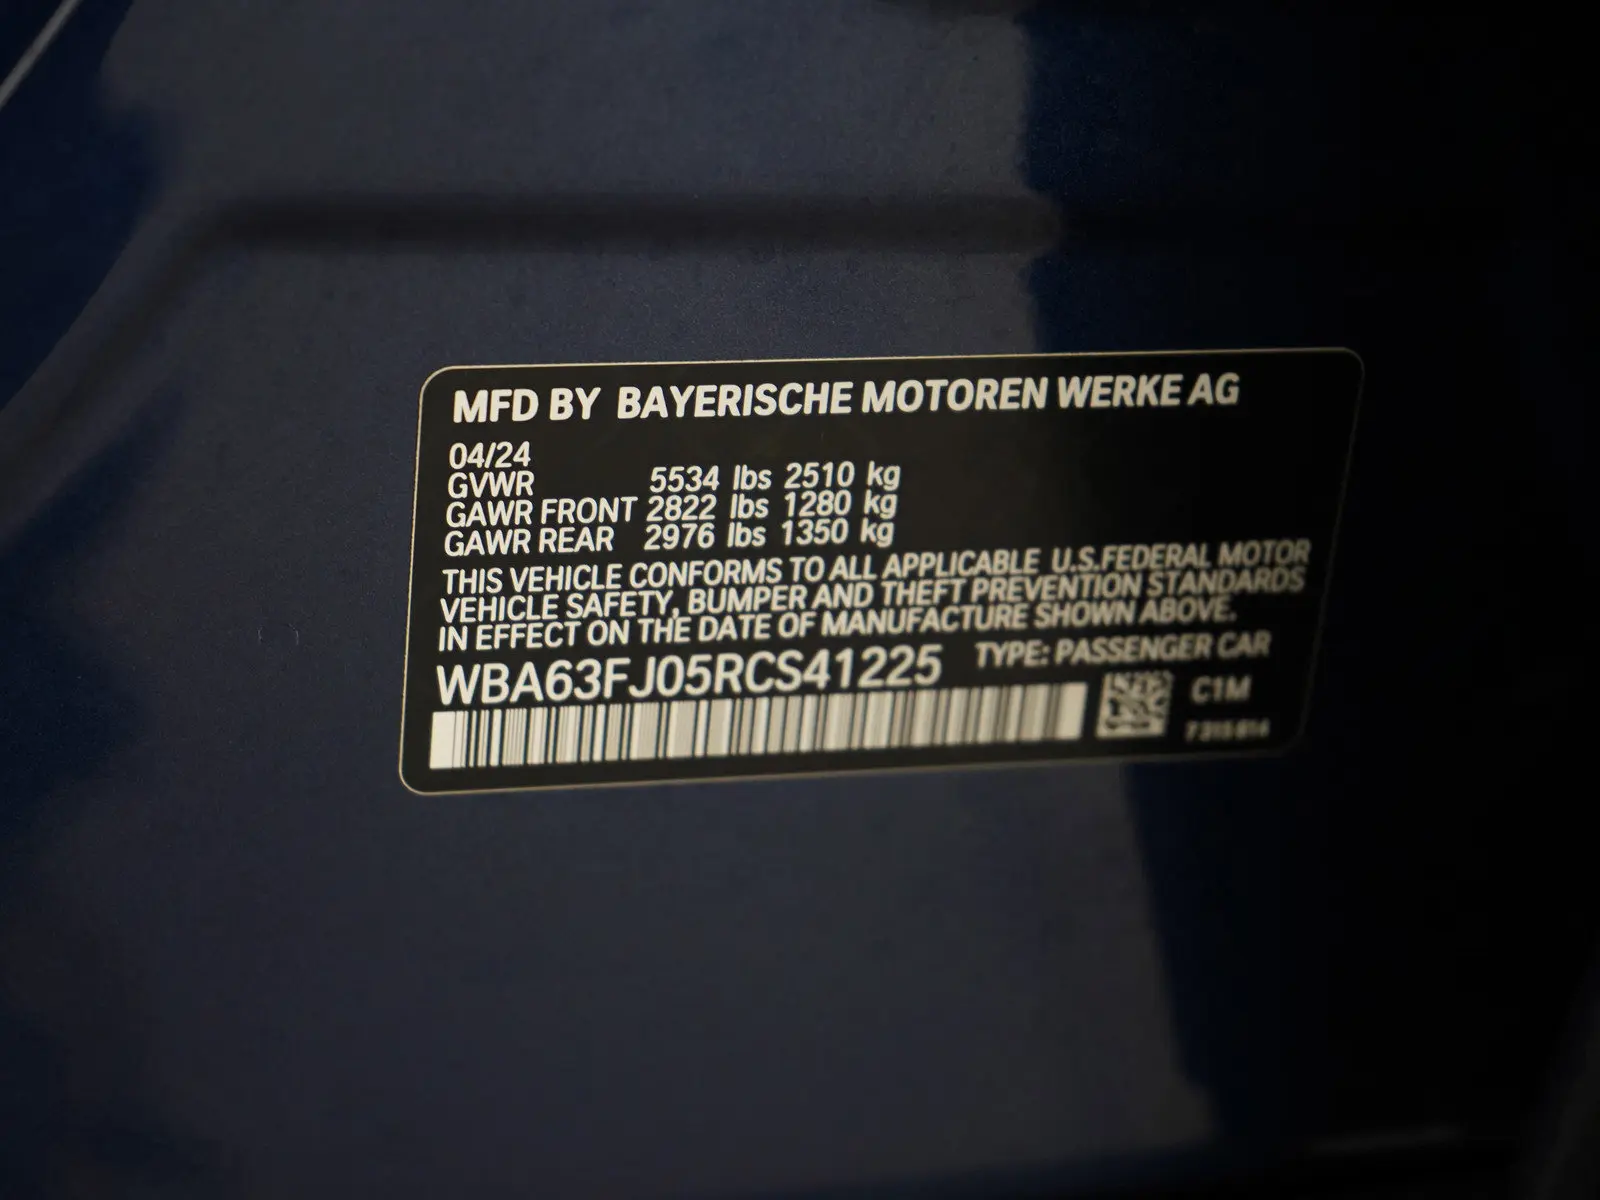 MFD BY BAYERISCHE MOTOREN WERKE AG
04/24
GVWR 5534 lbs 2510 kg
GAWR FRONT 2822 lbs 1280 kg
GAWR REAR 2976 lbs 1350 kg
THIS VEHICLE CONFORMS TO ALL APPLICABLE U.S.FEDERAL MOTOR
VEHICLE SAFETY, BUMPER AND THEFT PREVENTION STANDARDS
IN EFFECT ON THE DATE OF MANUFACTURE SHOWN ABOVE.
WBA63FJ05RCS41225 TYPE: PASSENGER CAR
C1M